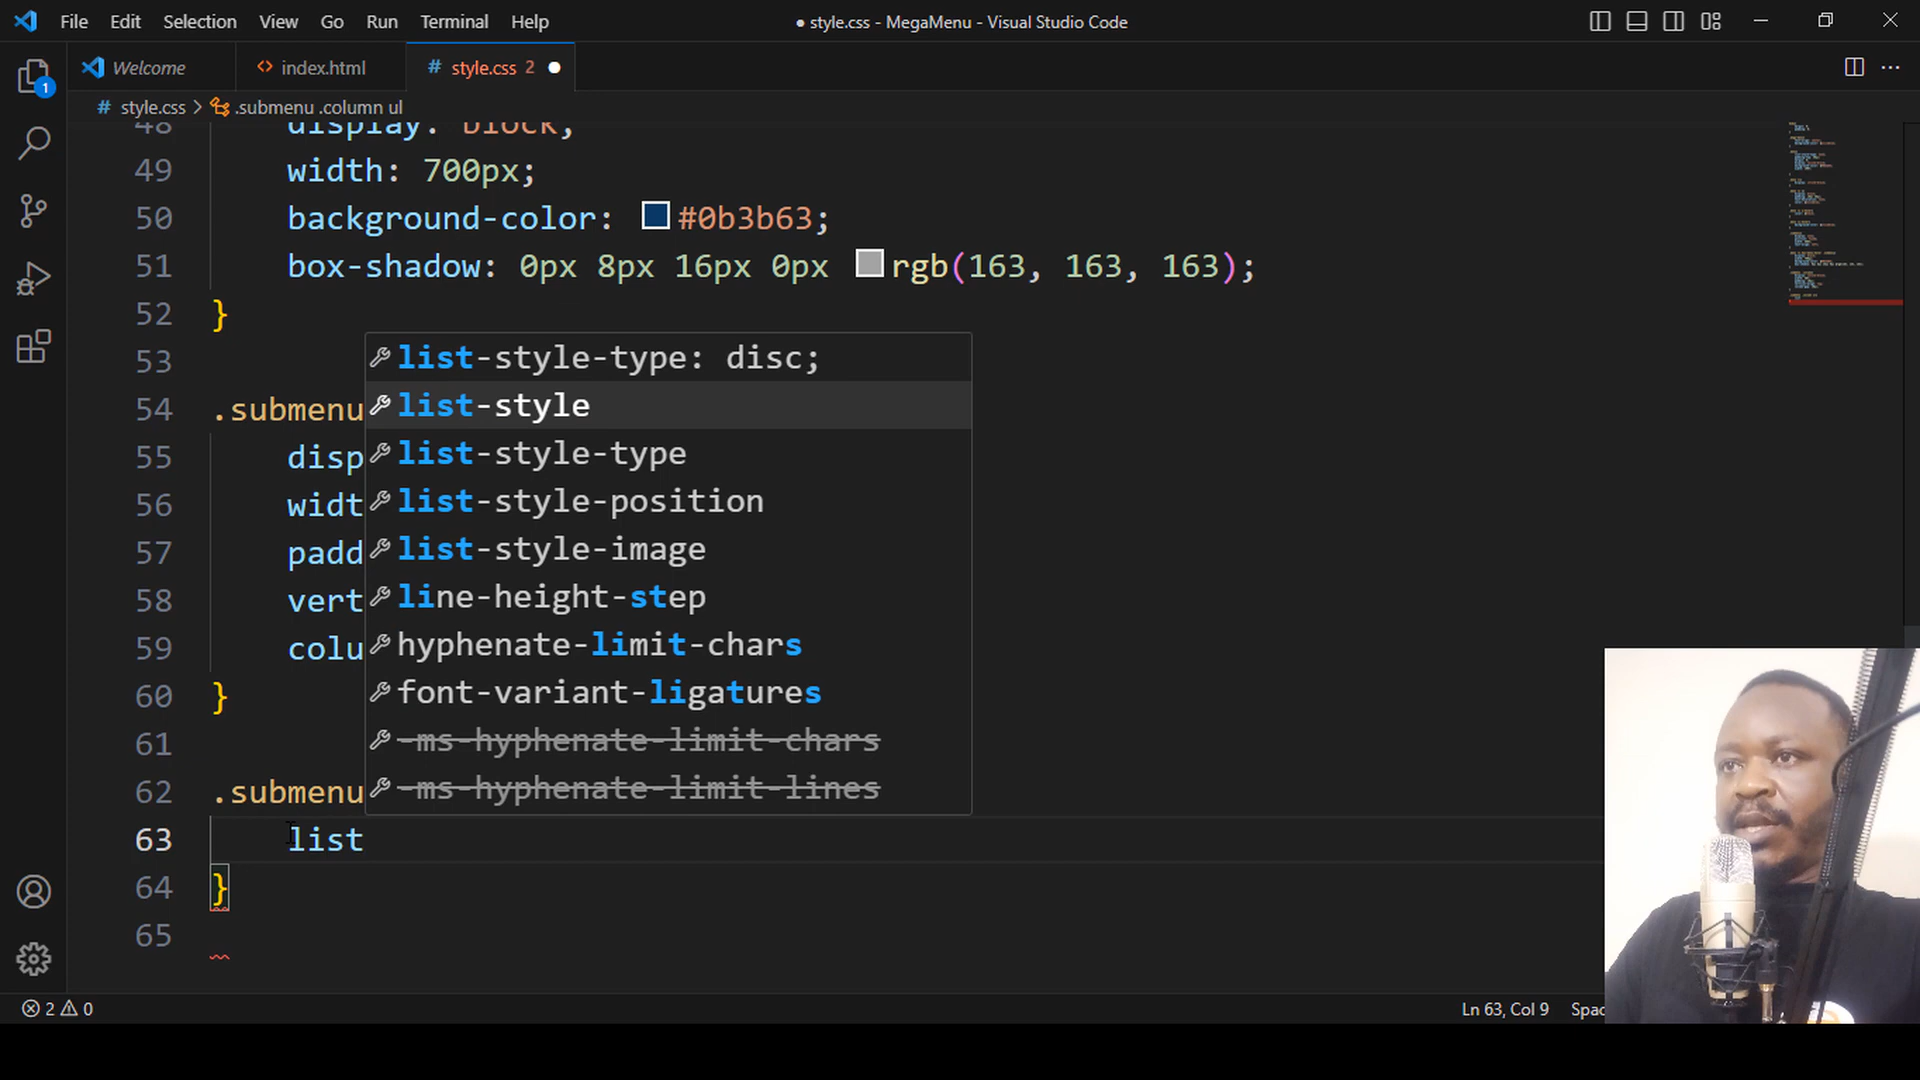 File Edit Selection View Go Run Terminal Help
● style.css - MegaMenu - Visual Studio Code
Welcome
index.html
style.css 2
style.css > .submenu .column ul
48 display: block;
49 width: 700px;
50 background-color: #0b3b63;
51 box-shadow: 0px 8px 16px 0px rgb(163, 163, 163);
52 }
53
54 .submenu
55 disp
56 widt
57 padd
58 vert
59 colu
60 }
61
62 .submenu
63 list
64 }
65
list-style-type: disc;
list-style
list-style-type
list-style-position
list-style-image
line-height-step
hyphenate-limit-chars
font-variant-ligatures
-ms-hyphenate-limit-chars
-ms-hyphenate-limit-lines
1
2 0
Ln 63, Col 9 Spac